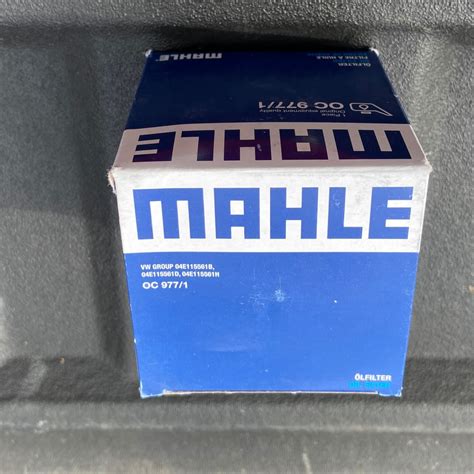 MAHLE
ÖLFILTER
FILTRE À HUILE
OC 977/1
1 Piece
Original equipment quality
MAHLE
MAHLE
VW GROUP 04E115561B,
04E115561D, 04E115561H
OC 977/1
ÖLFILTER